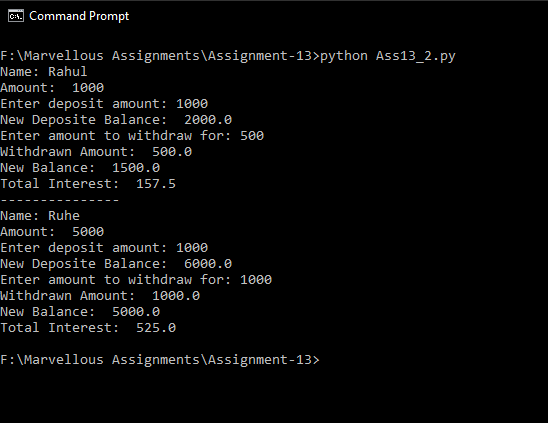 Command Prompt
F:\Marvellous Assignments\Assignment-13>python Ass13_2.py
Name: Rahul
Amount:  1000
Enter deposit amount: 1000
New Deposite Balance:  2000.0
Enter amount to withdraw for: 500
Withdrawn Amount:  500.0
New Balance:  1500.0
Total Interest:  157.5
---------------
Name: Ruhe
Amount:  5000
Enter deposit amount: 1000
New Deposite Balance:  6000.0
Enter amount to withdraw for: 1000
Withdrawn Amount:  1000.0
New Balance:  5000.0
Total Interest:  525.0
F:\Marvellous Assignments\Assignment-13>